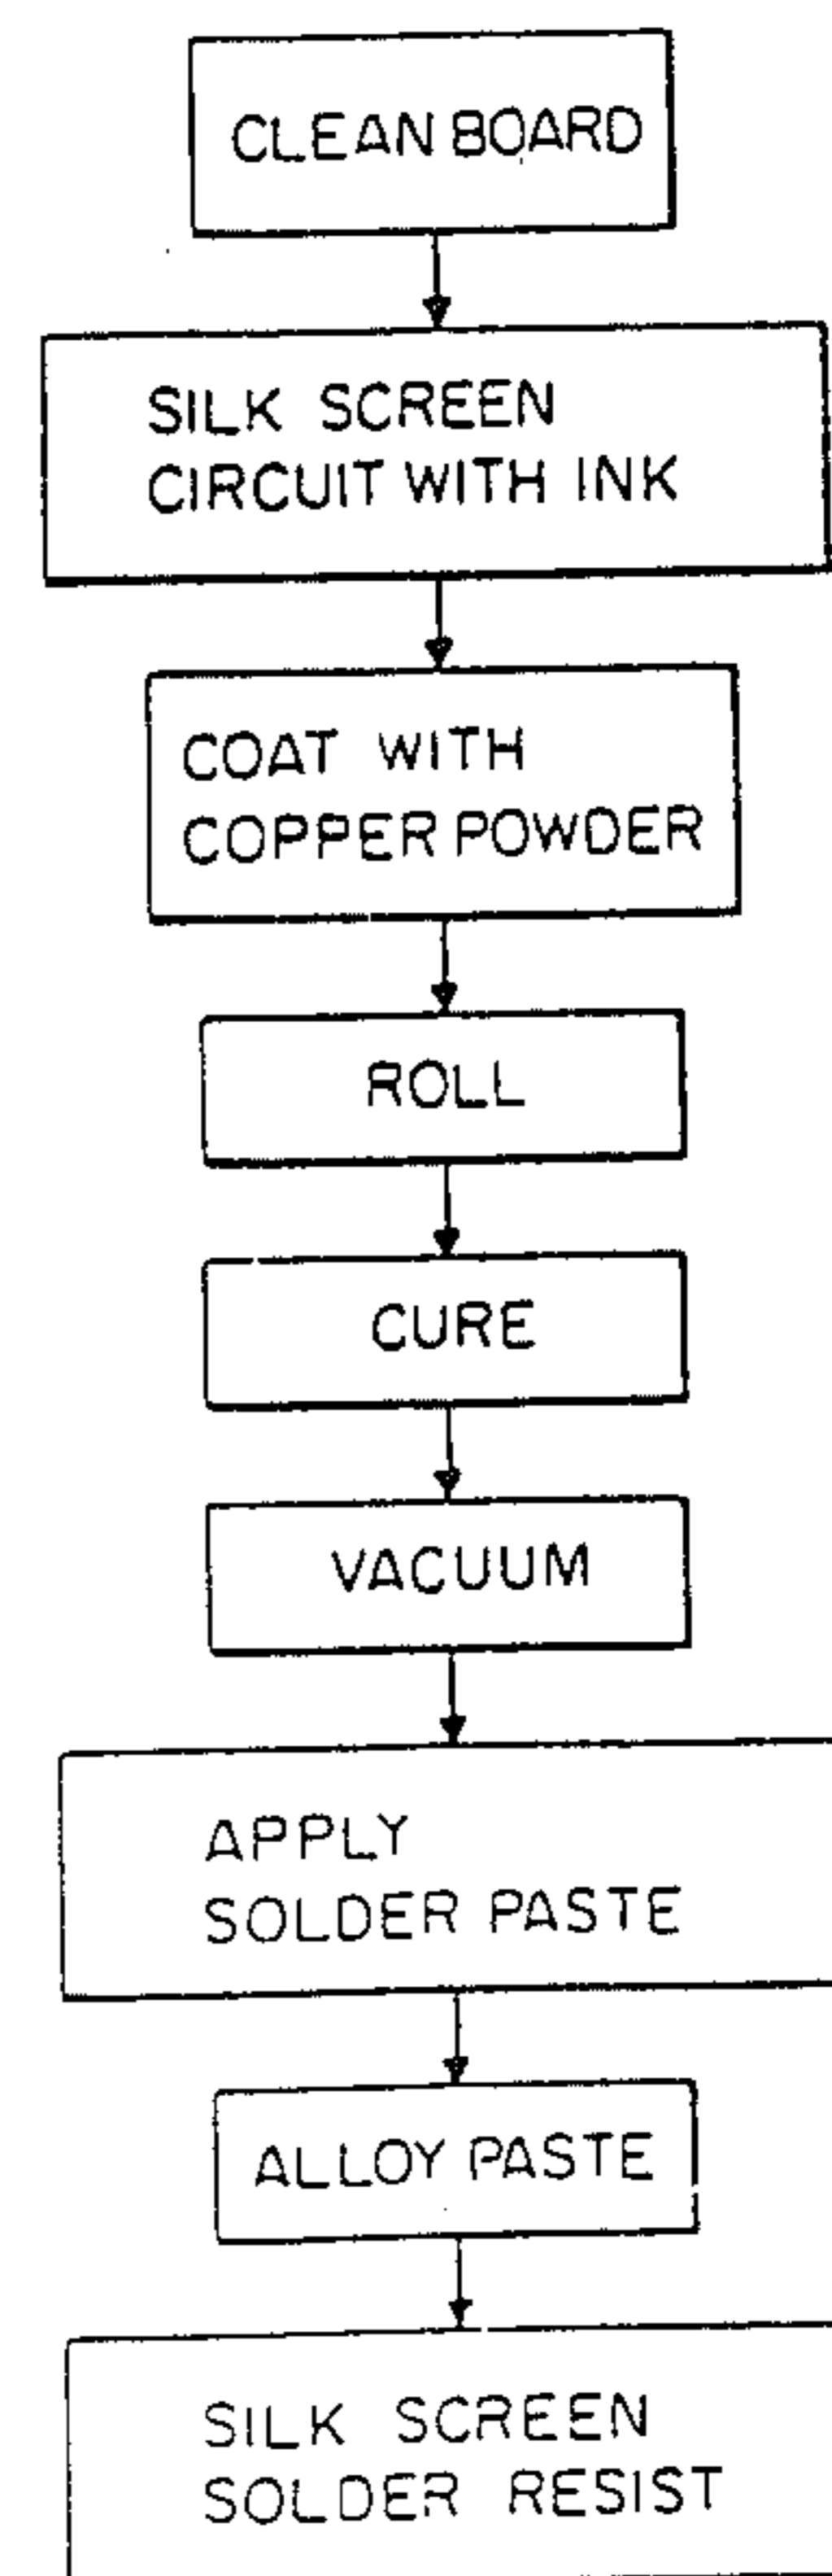 CLEAN BOARD
SILK SCREEN
CIRCUIT WITH INK
COAT WITH
COPPER POWDER
ROLL
CURE
VACUUM
APPLY
SOLDER PASTE
ALLOY PASTE
SILK SCREEN
SOLDER RESIST